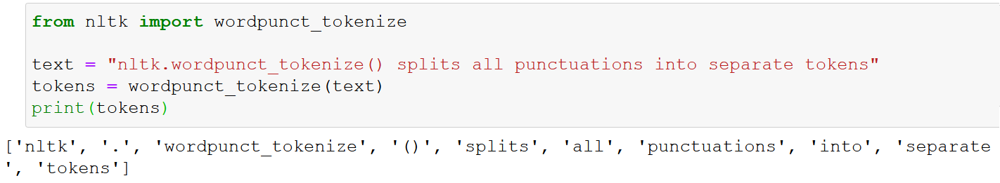 from nltk import wordpunct_tokenize
text = "nltk.wordpunct_tokenize() splits all punctuations into separate tokens"
tokens = wordpunct_tokenize(text)
print(tokens)
['nltk', '.', 'wordpunct_tokenize', '()', 'splits', 'all', 'punctuations', 'into', 'separate
', 'tokens']